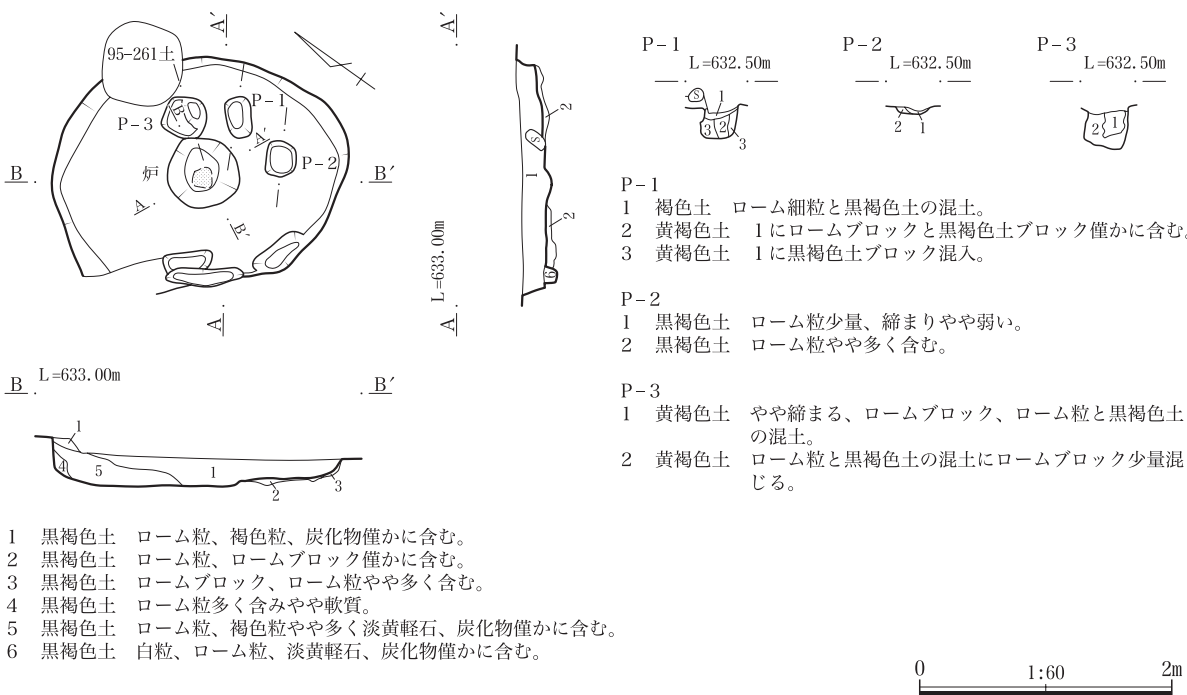 A′
95-261土
P-1
P-3
B
A′
P-2
B
B′
炉
A
B′
A
A′
2
S
1
2
6
L=633.00m
A
B
L=633.00m
B′
1
4
5
1
2
3
1 黒褐色土 ローム粒、褐色粒、炭化物僅かに含む。
2 黒褐色土 ローム粒、ロームブロック僅かに含む。
3 黒褐色土 ロームブロック、ローム粒やや多く含む。
4 黒褐色土 ローム粒多く含みやや軟質。
5 黒褐色土 ローム粒、褐色粒やや多く淡黄軽石、炭化物僅かに含む。
6 黒褐色土 白粒、ローム粒、淡黄軽石、炭化物僅かに含む。
P-1
L=632.50m
S
1
3
2
3
P-2
L=632.50m
2
1
P-3
L=632.50m
2
1
P-1
1 褐色土 ローム細粒と黒褐色土の混土。
2 黄褐色土 1にロームブロックと黒褐色土ブロック僅かに含む。
3 黄褐色土 1に黒褐色土ブロック混入。
P-2
1 黒褐色土 ローム粒少量、締まりやや弱い。
2 黒褐色土 ローム粒やや多く含む。
P-3
1 黄褐色土 やや締まる、ロームブロック、ローム粒と黒褐色土
の混土。
2 黄褐色土 ローム粒と黒褐色土の混土にロームブロック少量混
じる。
0 1:60 2m